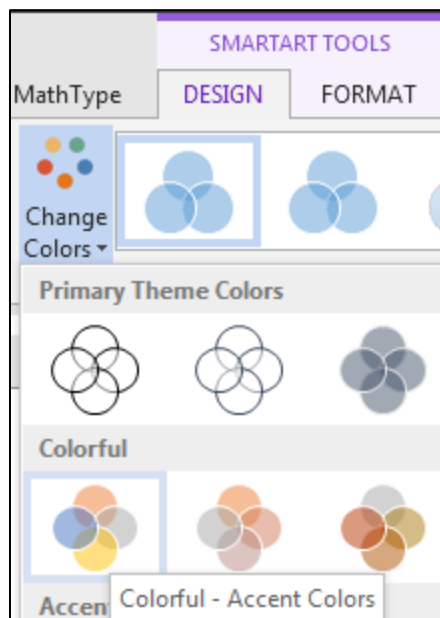 SMARTART TOOLS
MathType DESIGN FORMAT
Change
Colors
Primary Theme Colors
Colorful
Colorful - Accent Colors